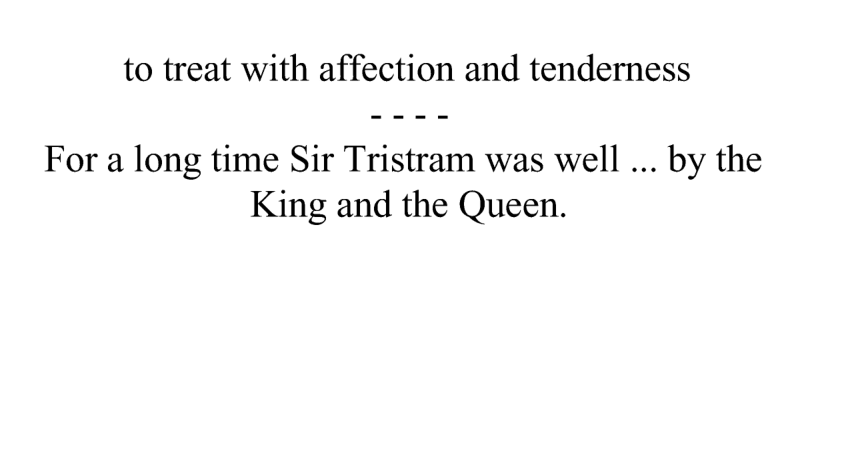 to treat with affection and tenderness
- - - -
For a long time Sir Tristram was well ... by the
King and the Queen.